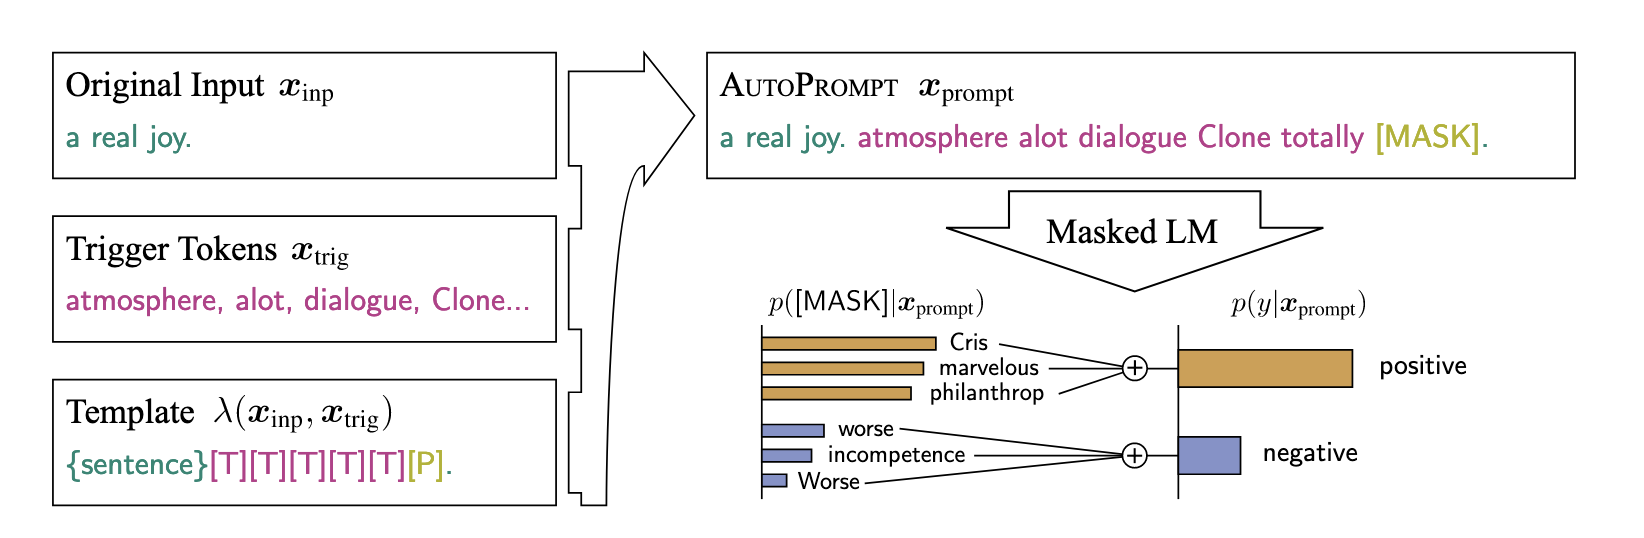 Original Input x_inp
a real joy.
Trigger Tokens x_trig
atmosphere, alot, dialogue, Clone...
Template λ(x_inp, x_trig)
{sentence}[T][T][T][T][T][P].
AUTOPROMPT x_prompt
a real joy. atmosphere alot dialogue Clone totally [MASK].
Masked LM
p([MASK]|x_prompt)
Cris
marvelous
philanthrop
worse
incompetence
Worse
p(y|x_prompt)
positive
negative